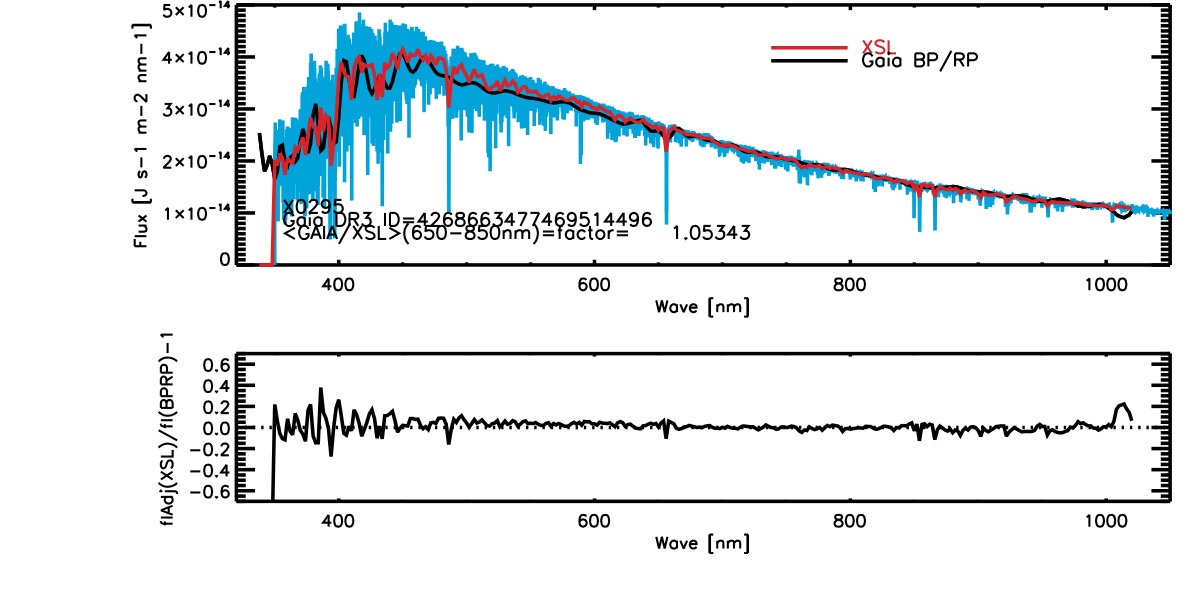 5×10−14
4×10−14
3×10−14
2×10−14
1×10−14
0
Flux [J s−1 m−2 nm−1]
XSL
Gaia BP/RP
X0295
Gaia DR3 ID=4268663477469514496
<GAIA/XSL>(650−850nm)=factor= 1.05343
400 600 800 1000
Wave [nm]
flAdj(XSL)/fl(BPRP)−1
0.6
0.4
0.2
0.0
−0.2
−0.4
−0.6
400 600 800 1000
Wave [nm]